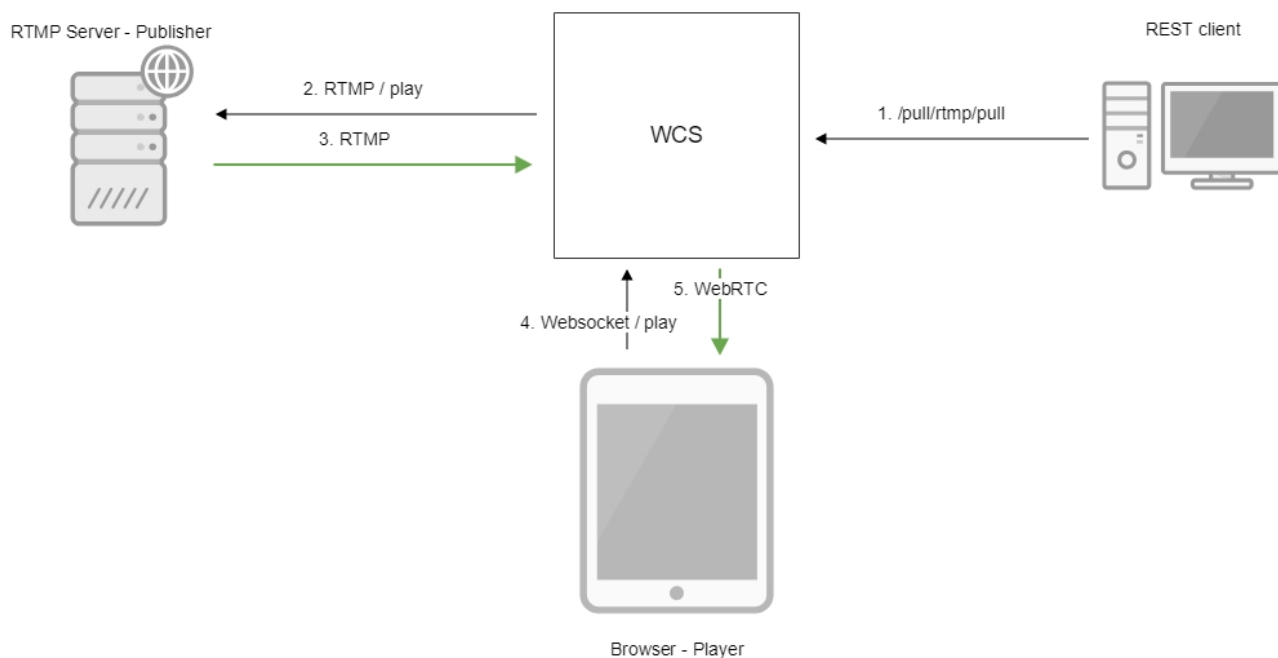 RTMP Server - Publisher
REST client
2. RTMP / play
1. /pull/rtmp/pull
3. RTMP
WCS
5. WebRTC
4. Websocket / play
Browser - Player